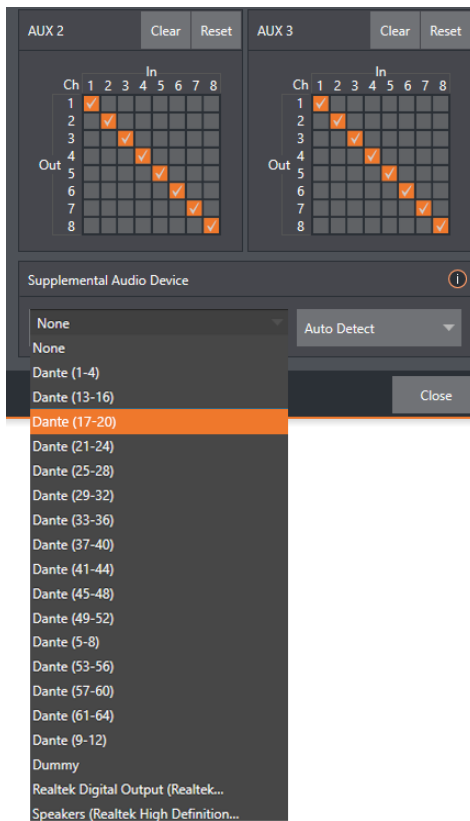 AUX 2 Clear Reset AUX 3 Clear Reset
In In
Ch 1 2 3 4 5 6 7 8 Ch 1 2 3 4 5 6 7 8
1 1
2 2
3 3
4 4
Out Out
5 5
6 6
7 7
8 8
Supplemental Audio Device i
None Auto Detect
None
Dante (1-4)
Dante (13-16)
Close
Dante (17-20)
Dante (21-24)
Dante (25-28)
Dante (29-32)
Dante (33-36)
Dante (37-40)
Dante (41-44)
Dante (45-48)
Dante (49-52)
Dante (5-8)
Dante (53-56)
Dante (57-60)
Dante (61-64)
Dante (9-12)
Dummy
Realtek Digital Output (Realtek...
Speakers (Realtek High Definition...